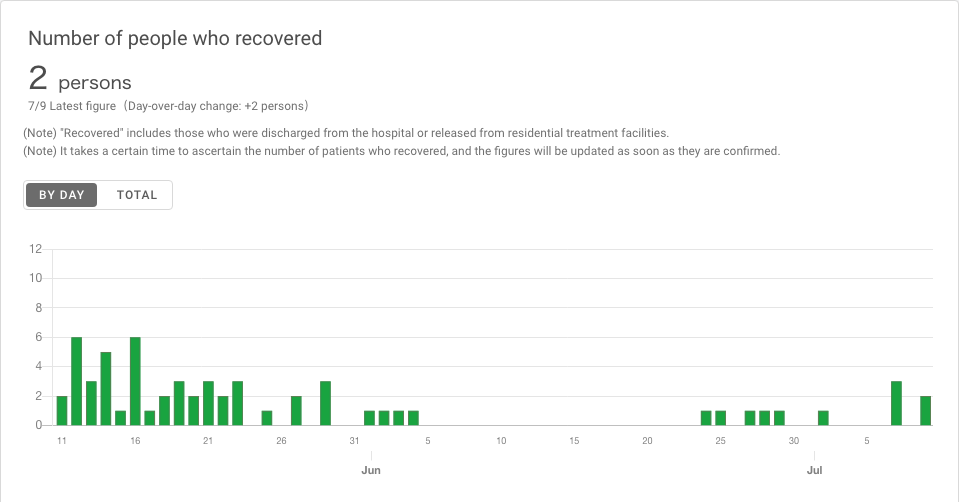 Number of people who recovered
2 persons
7/9 Latest figure (Day-over-day change: +2 persons)
(Note) "Recovered" includes those who were discharged from the hospital or released from residential treatment facilities.
(Note) It takes a certain time to ascertain the number of patients who recovered, and the figures will be updated as soon as they are confirmed.
BY DAY TOTAL
12
10
8
6
4
2
0
11 16 21 26 31 5 10 15 20 25 30 5
Jun Jul